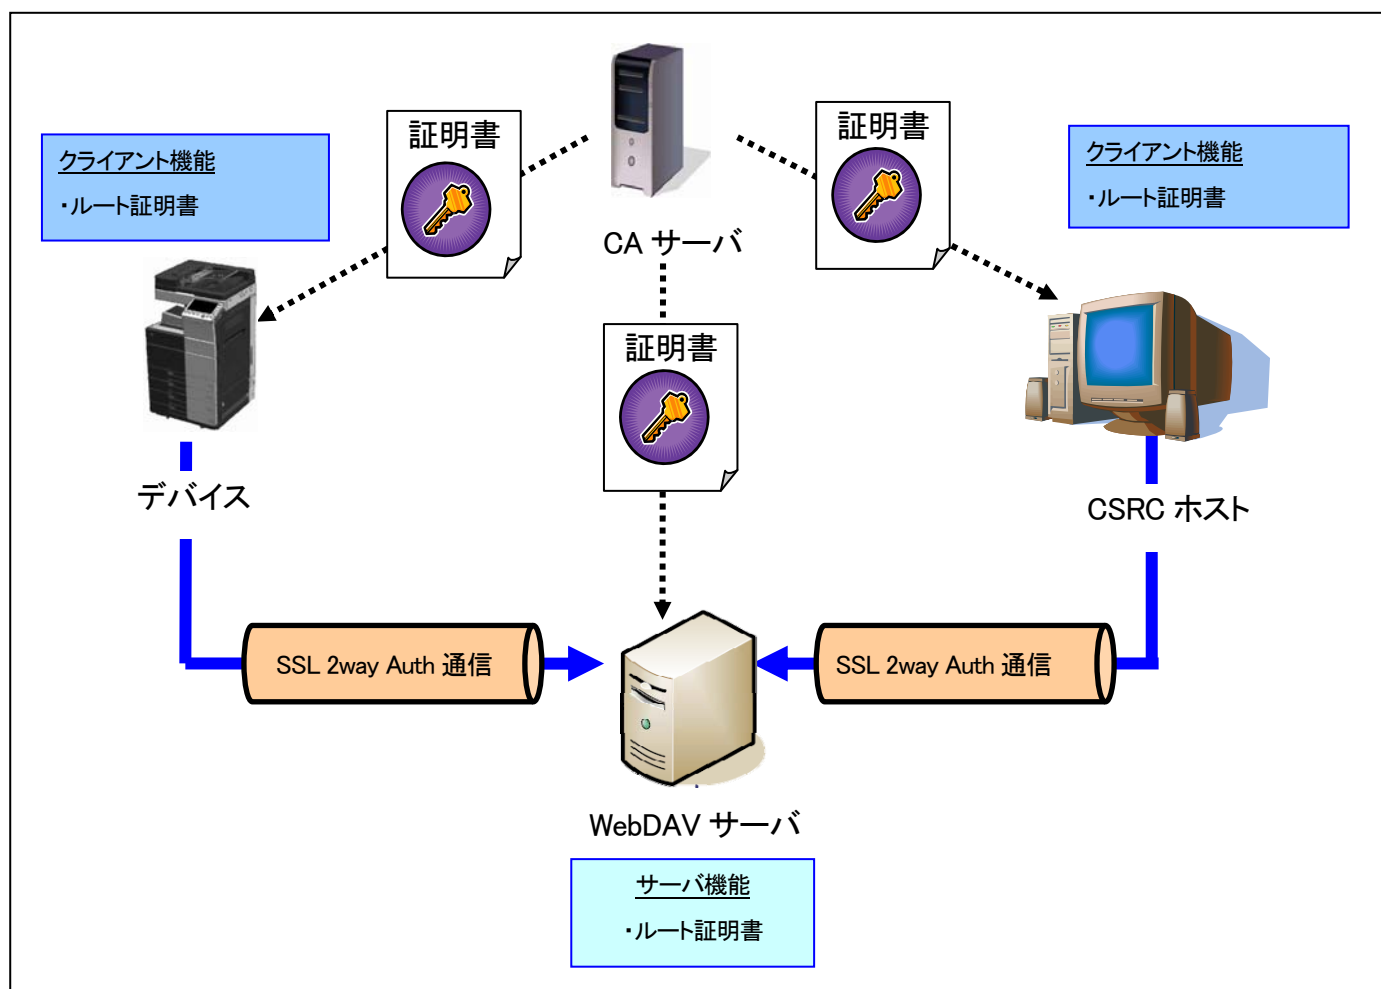 証明書
証明書
クライアント機能
・ルート証明書
クライアント機能
・ルート証明書
CA サーバ
証明書
デバイス
CSRC ホスト
SSL 2way Auth 通信
SSL 2way Auth 通信
WebDAV サーバ
サーバ機能
・ルート証明書